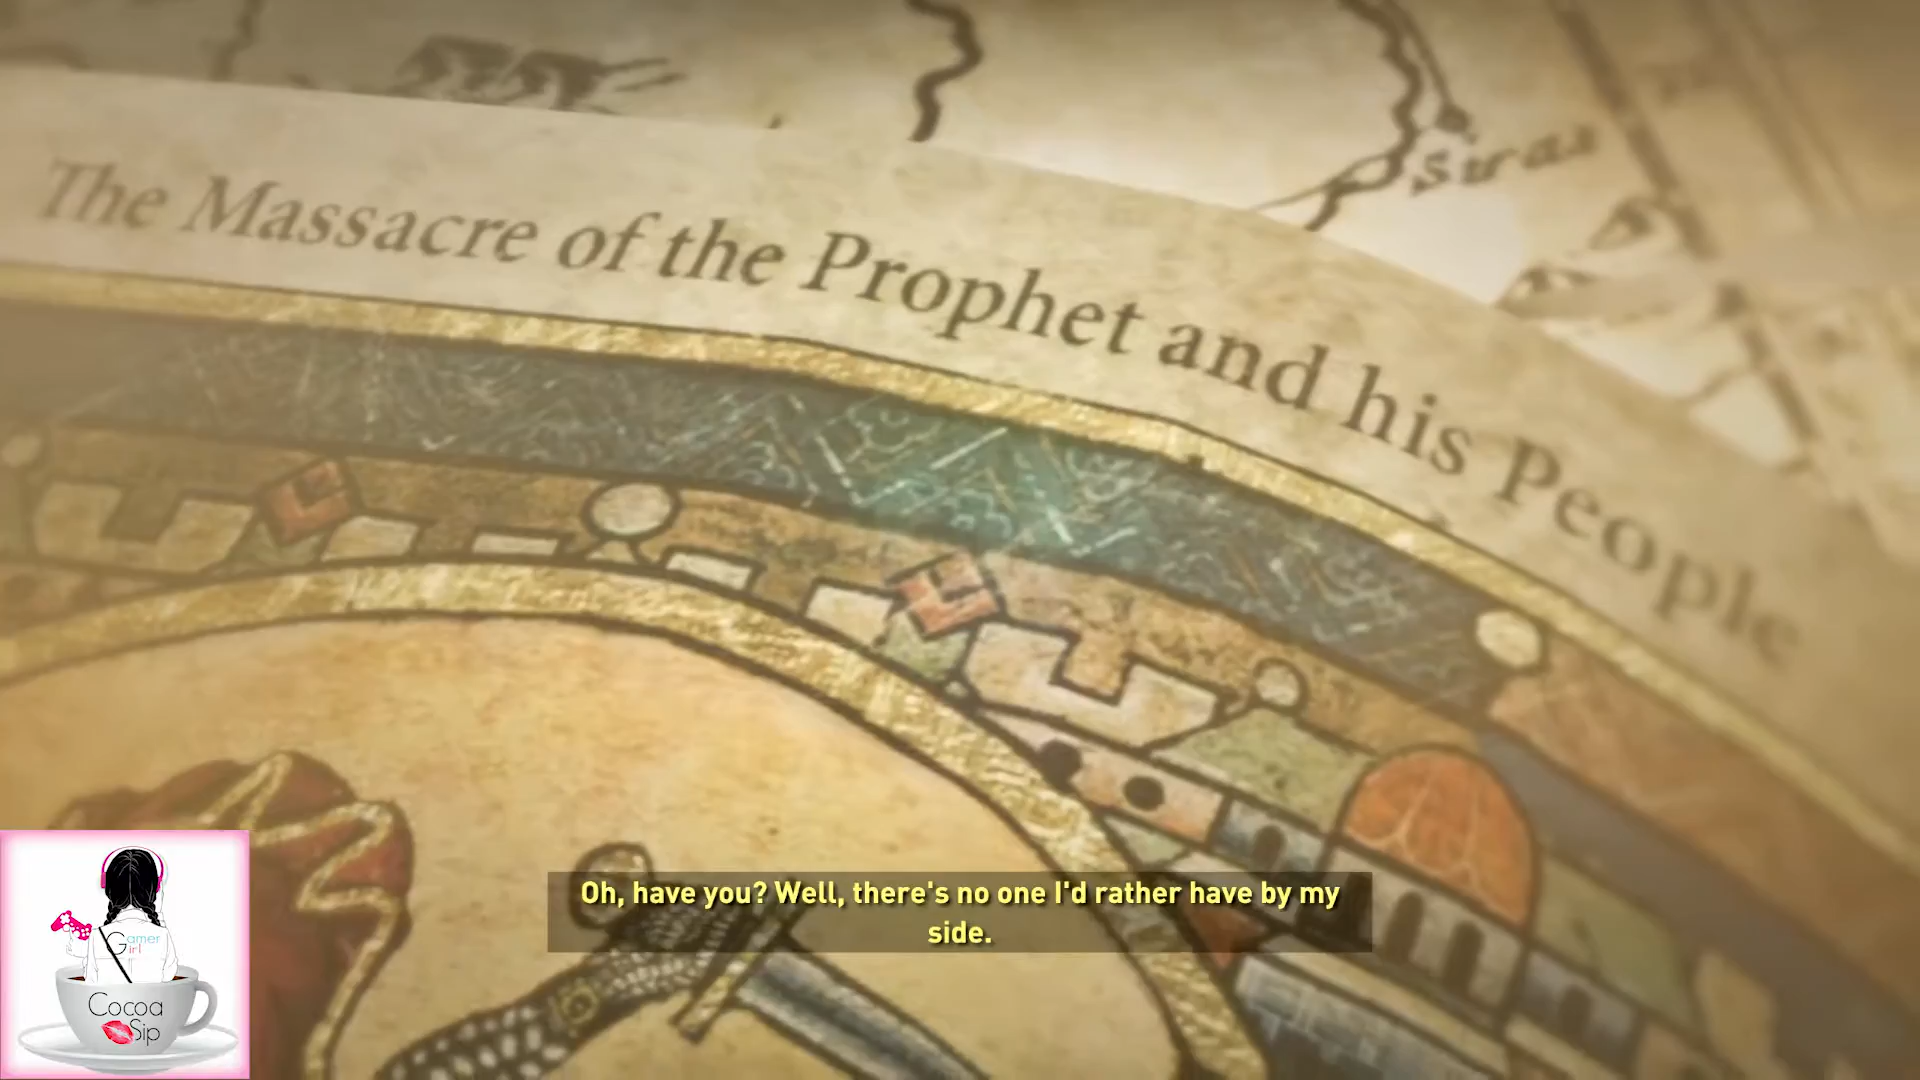 Siras
The Massacre of the Prophet and his People
Oh, have you? Well, there's no one I'd rather have by my
side.
Gamer
Girl
Cocoa
Sip